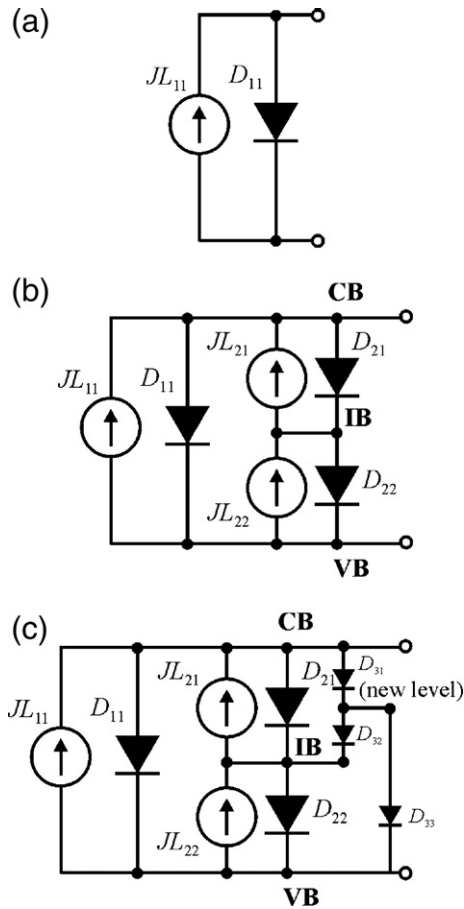 (a)
JL₁₁ D₁₁
(b)
CB
JL₂₁ D₂₁
JL₁₁ D₁₁
IB
JL₂₂ D₂₂
VB
(c)
CB
JL₂₁ D₂₁ D₃₁
(new level)
JL₁₁ D₁₁
IB D₃₂
JL₂₂ D₂₂ D₃₃
VB